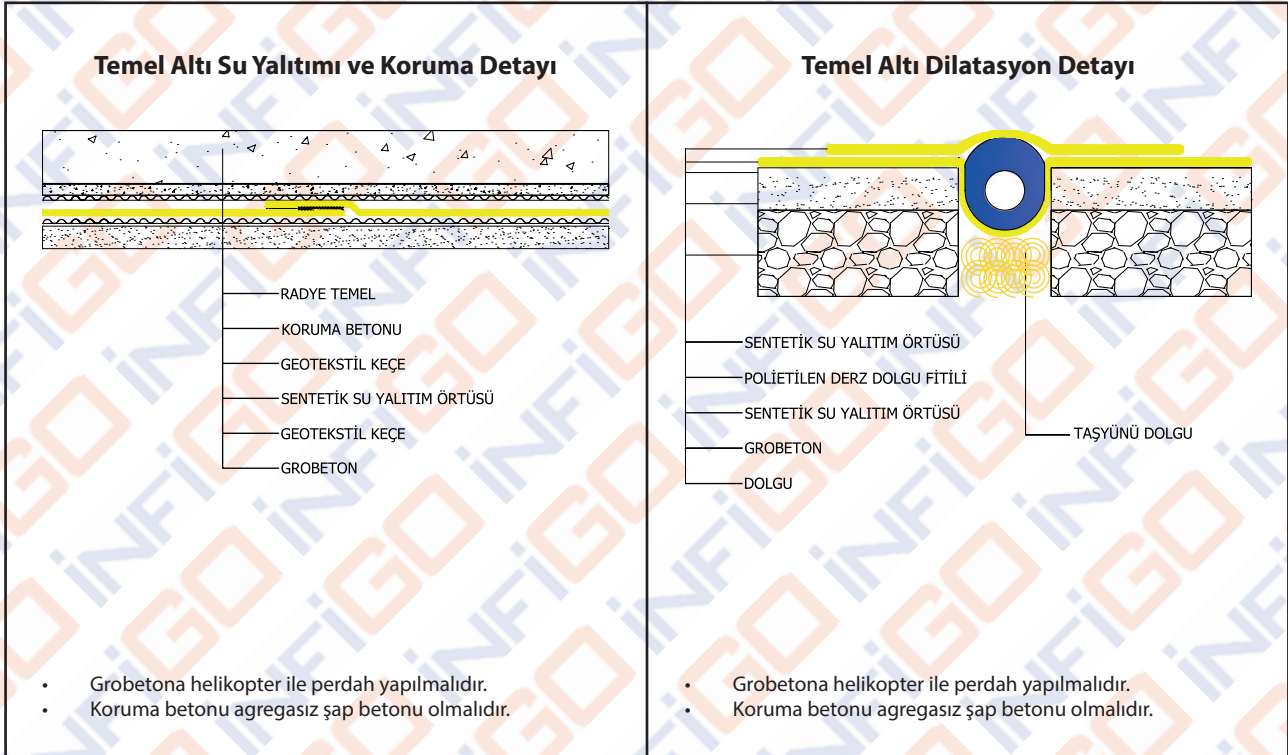 Temel Altı Su Yalıtımı ve Koruma Detayı
RADYE TEMEL
KORUMA BETONU
GEOTEKSTİL KEÇE
SENTETİK SU YALITIM ÖRTÜSÜ
GEOTEKSTİL KEÇE
GROBETON
• Grobetona helikopter ile perdah yapılmalıdır.
• Koruma betonu agregasız şap betonu olmalıdır.
Temel Altı Dilatasyon Detayı
SENTETİK SU YALITIM ÖRTÜSÜ
POLİETİLEN DERZ DOLGU FİTİLİ
SENTETİK SU YALITIM ÖRTÜSÜ
GROBETON
DOLGU
TAŞYÜNÜ DOLGU
• Grobetona helikopter ile perdah yapılmalıdır.
• Koruma betonu agregasız şap betonu olmalıdır.
İNFİGO